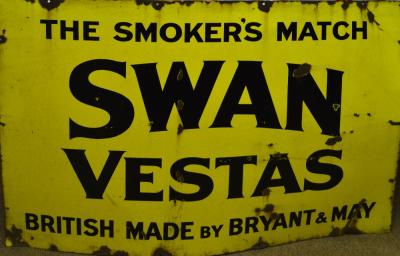 THE SMOKER'S MATCH
SWAN
VESTAS
BRITISH MADE BY BRYANT & MAY